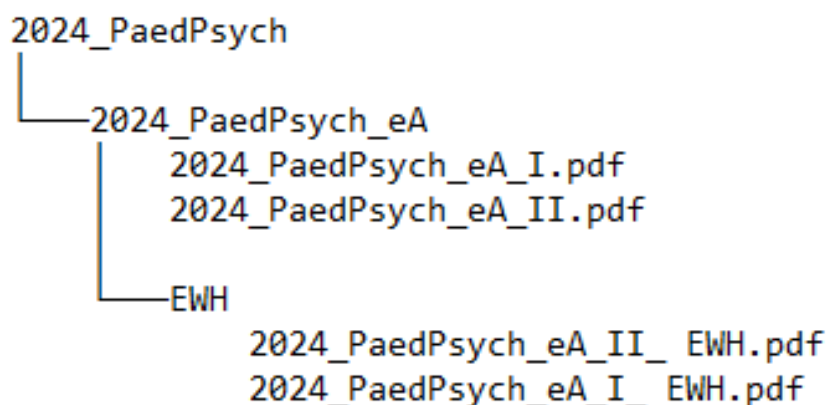 2024_PaedPsych
2024_PaedPsych_eA
2024_PaedPsych_eA_I.pdf
2024_PaedPsych_eA_II.pdf
EWH
2024_PaedPsych_eA_II_ EWH.pdf
2024_PaedPsych_eA_I_ EWH.pdf